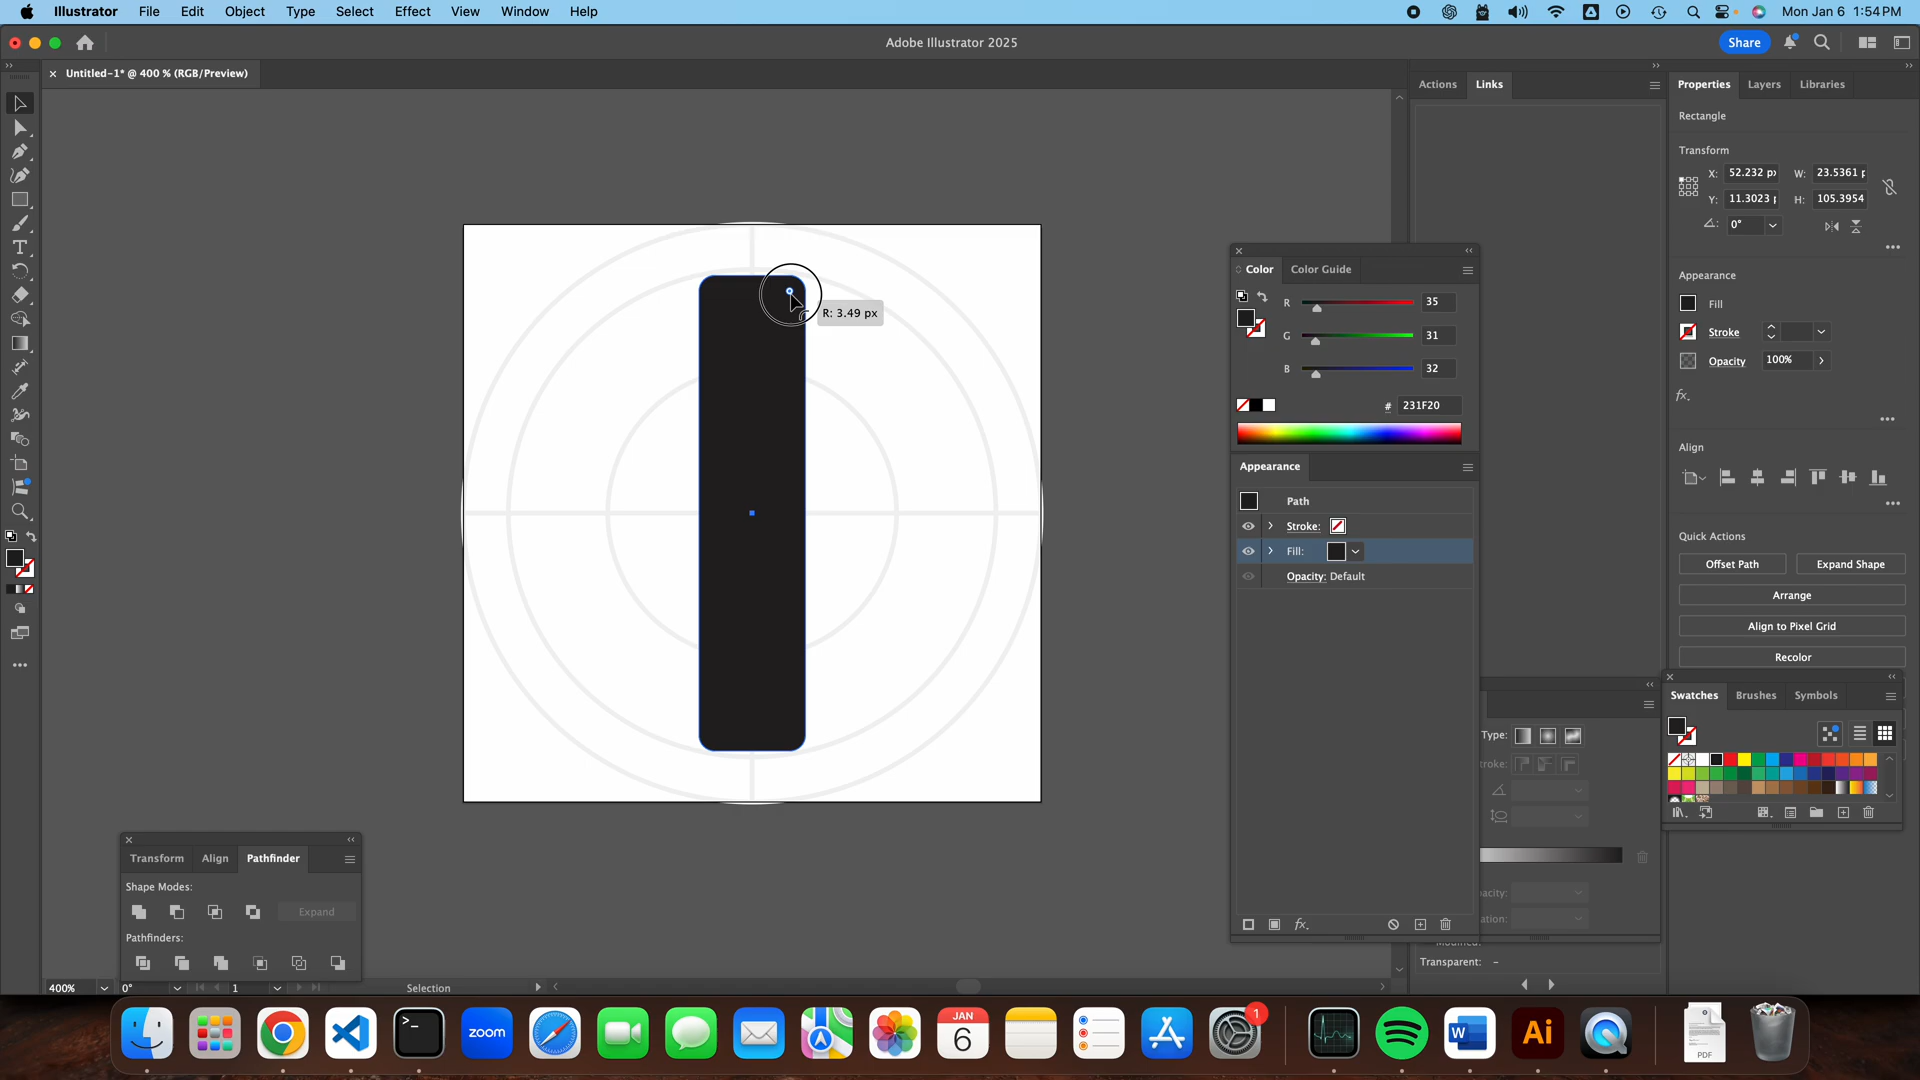 Illustrator File Edit Object Type Select Effect View Window Help
Mon Jan 6 1:54 PM
Adobe Illustrator 2025
Share
Untitled-1* @ 400 % (RGB/Preview)
Actions Links
Properties Layers Libraries
Rectangle
Transform
X: 52.232 px W: 23.5361
Y: 11.3023 H: 105.3954
0°
Appearance
Fill
Stroke
Opacity 100%
fx.
Align
Quick Actions
Offset Path Expand Shape
Arrange
Align to Pixel Grid
Recolor
Color Color Guide
R 35
G 31
B 32
# 231F20
Appearance
Path
Stroke:
Fill:
Opacity: Default
fx.
R: 3.49 px
Type:
Swatches Brushes Symbols
Transparent: –
Transform Align Pathfinder
Shape Modes:
Expand
Pathfinders:
400% 0° 1 Selection
zoom
JAN
6
1
W
Ai
PDF